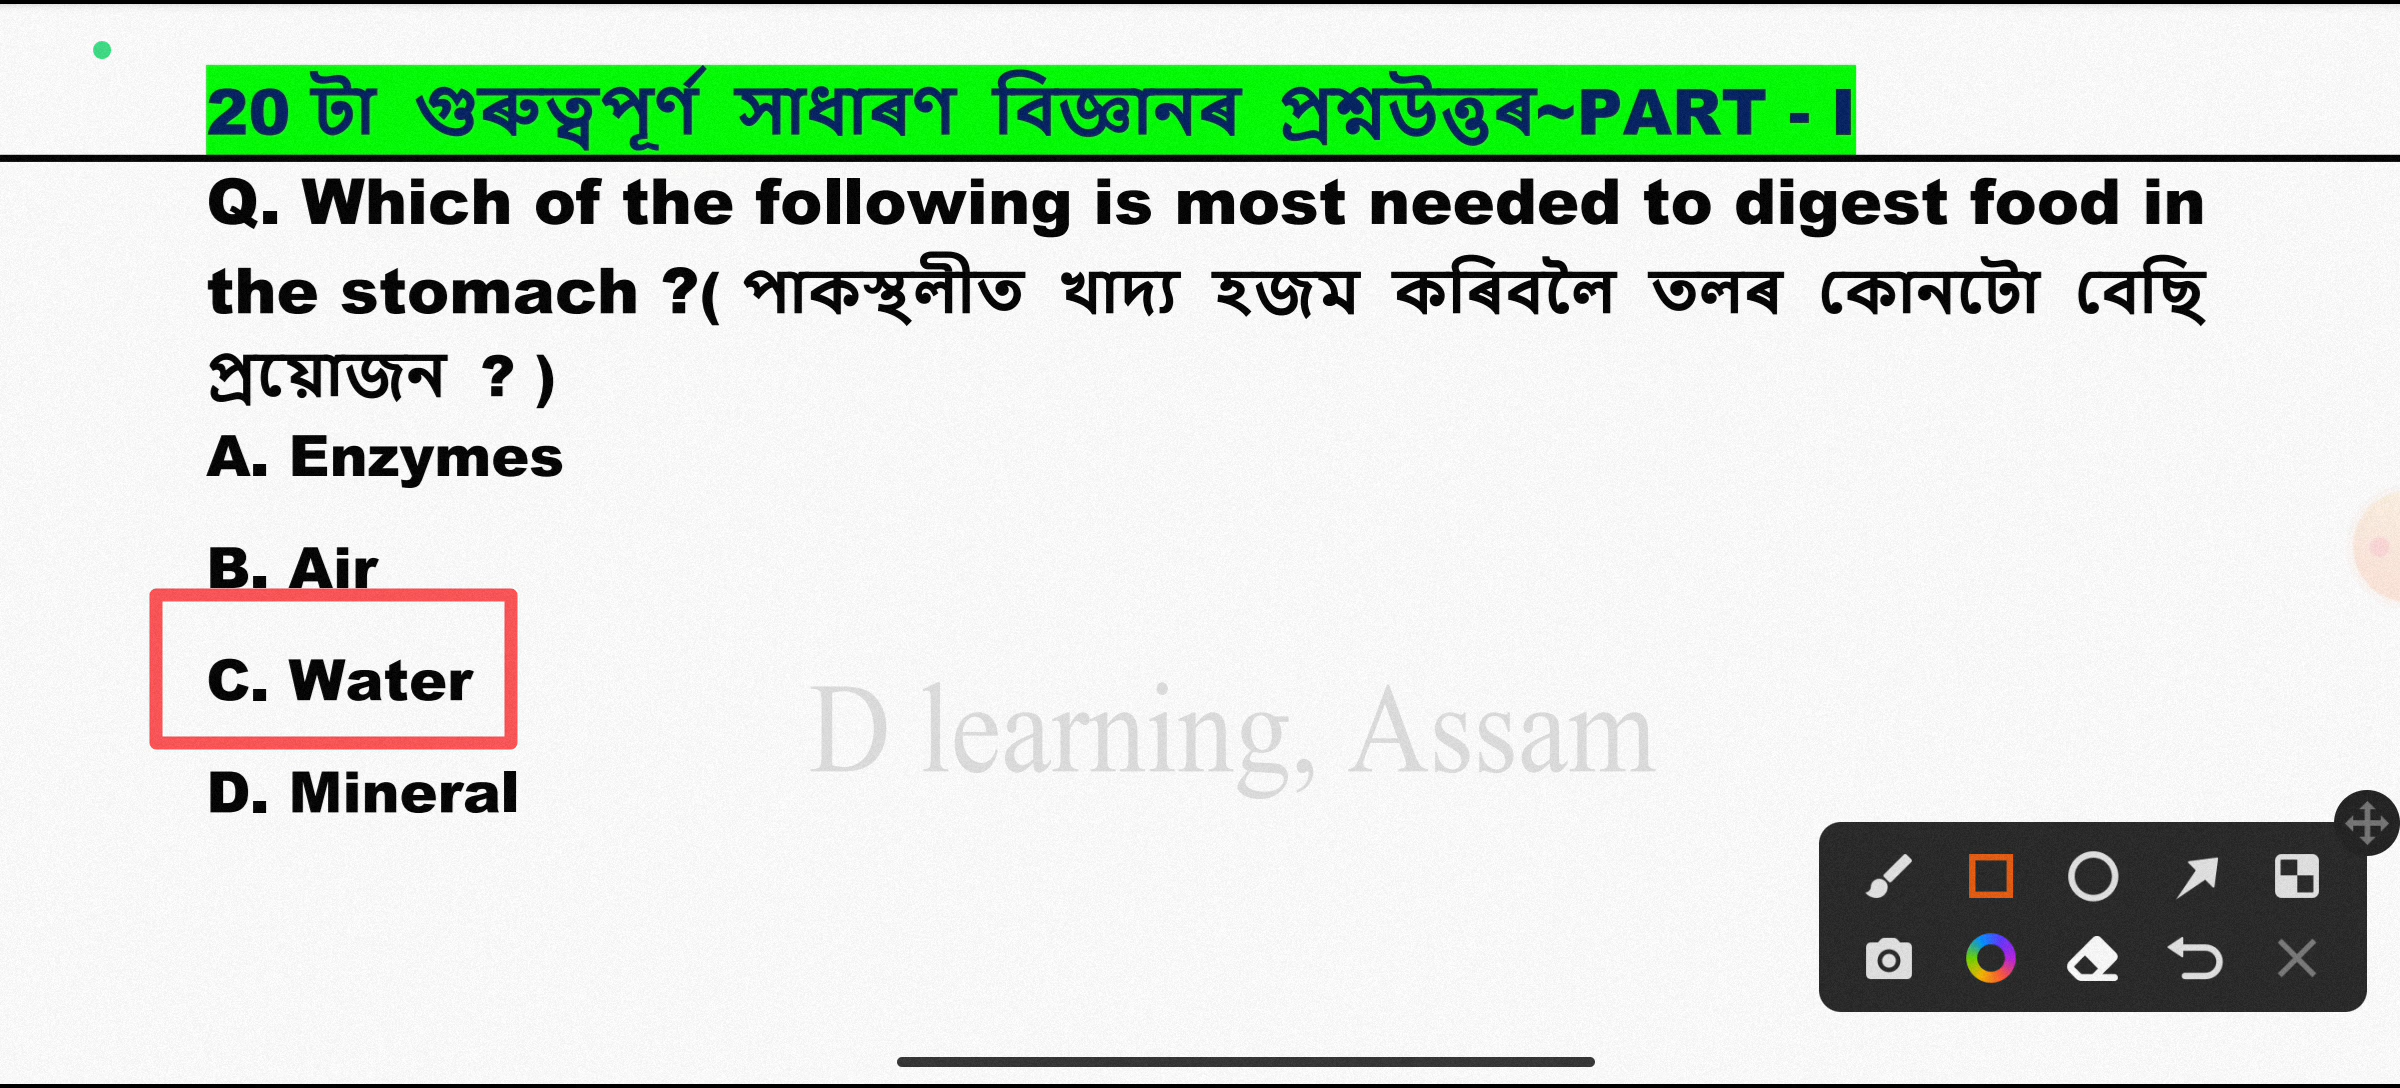 20 টা গুৰুত্বপূৰ্ণ সাধাৰণ বিজ্ঞানৰ প্ৰশ্নউত্তৰ~PART - I
Q. Which of the following is most needed to digest food in
the stomach ?( পাকস্থলীত খাদ্য হজম কৰিবলৈ তলৰ কোনটো বেছি
প্ৰয়োজন ? )
A. Enzymes
B. Air
C. Water
D. Mineral
D learning, Assam